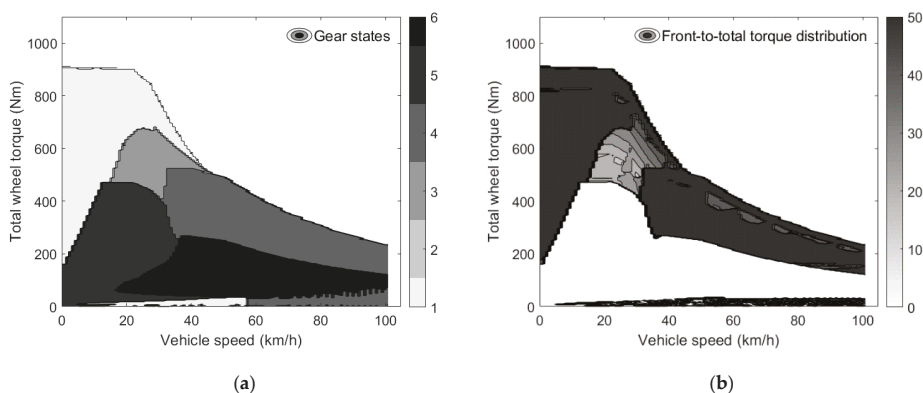 Gear states
1000
800
600
400
200
0
Total wheel torque (Nm)
0 20 40 60 80 100
Vehicle speed (km/h)
6
5
4
3
2
1
(a)
Front-to-total torque distribution
1000
800
600
400
200
0
Total wheel torque (Nm)
0 20 40 60 80 100
Vehicle speed (km/h)
50
40
30
20
10
0
(b)